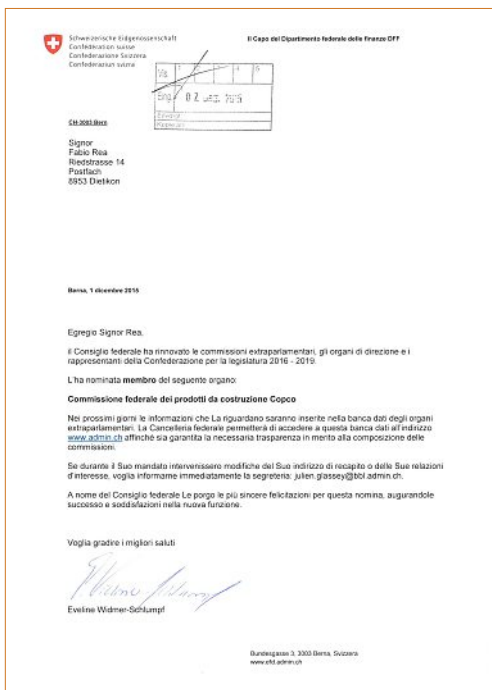 Schweizerische Eidgenossenschaft
Confédération suisse
Confederazione Svizzera
Confederaziun svizra
Il Capo del Dipartimento federale delle finanze DFF
CH-3003 Bern
Signor
Fabio Rea
Riedstrasse 14
Postfach
8953 Dietikon
Berna, 1 dicembre 2015
Egregio Signor Rea,
il Consiglio federale ha rinnovato le commissioni extraparlamentari, gli organi di direzione e i
rappresentanti della Confederazione per la legislatura 2016 - 2019.
L'ha nominata membro del seguente organo:
Commissione federale dei prodotti da costruzione Copco
Nei prossimi giorni le informazioni che La riguardano saranno inserite nella banca dati degli organi
extraparlamentari. La Cancelleria federale permetterà di accedere a questa banca dati all'indirizzo
www.admin.ch affinché sia garantita la necessaria trasparenza in merito alla composizione delle
commissioni.
Se durante il Suo mandato intervenissero modifiche del Suo indirizzo di recapito o delle Sue relazioni
d'interesse, voglia informarne immediatamente la segreteria: julien.glassey@bbl.admin.ch.
A nome del Consiglio federale Le porgo le più sincere felicitazioni per questa nomina, augurandole
successo e soddisfazioni nella nuova funzione.
Voglia gradire i migliori saluti
Eveline Widmer-Schlumpf
Bundesgasse 3, 3003 Berna, Svizzera
www.efd.admin.ch